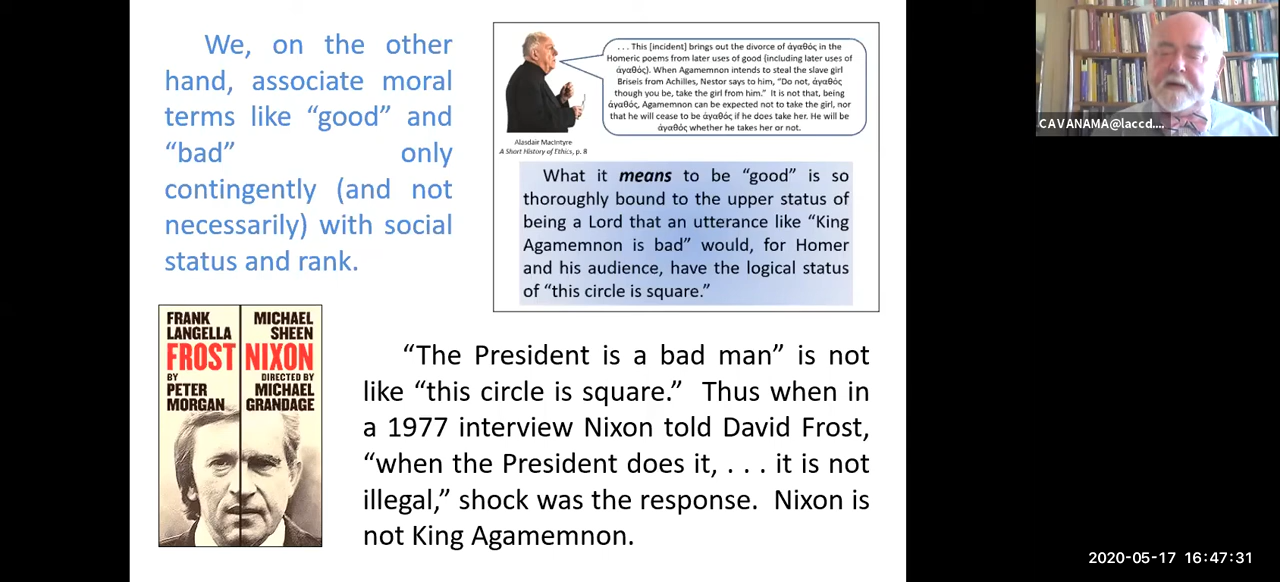 We, on the other
hand, associate moral
terms like “good” and
“bad” only
contingently (and not
necessarily) with social
status and rank.
. . . This [incident] brings out the divorce of άγαθός in the
Homeric poems from later uses of good (including later uses of
άγαθός). When Agamemnon intends to steal the slave girl
Briseis from Achilles, Nestor says to him, “Do not, άγαθός
though you be, take the girl from him.” It is not that, being
άγαθός, Agamemnon can be expected not to take the girl, nor
that he will cease to be άγαθός if he does take her. He will be
άγαθός whether he takes her or not.
Alasdair MacIntyre
A Short History of Ethics, p. 8
What it means to be “good” is so
thoroughly bound to the upper status of
being a Lord that an utterance like “King
Agamemnon is bad” would, for Homer
and his audience, have the logical status
of “this circle is square.”
FRANK
LANGELLA
FROST
BY
PETER
MORGAN
MICHAEL
SHEEN
NIXON
DIRECTED BY
MICHAEL
GRANDAGE
“The President is a bad man” is not
like “this circle is square.” Thus when in
a 1977 interview Nixon told David Frost,
“when the President does it, . . . it is not
illegal,” shock was the response. Nixon is
not King Agamemnon.
CAVANAMA@laccd....
2020-05-17 16:47:31